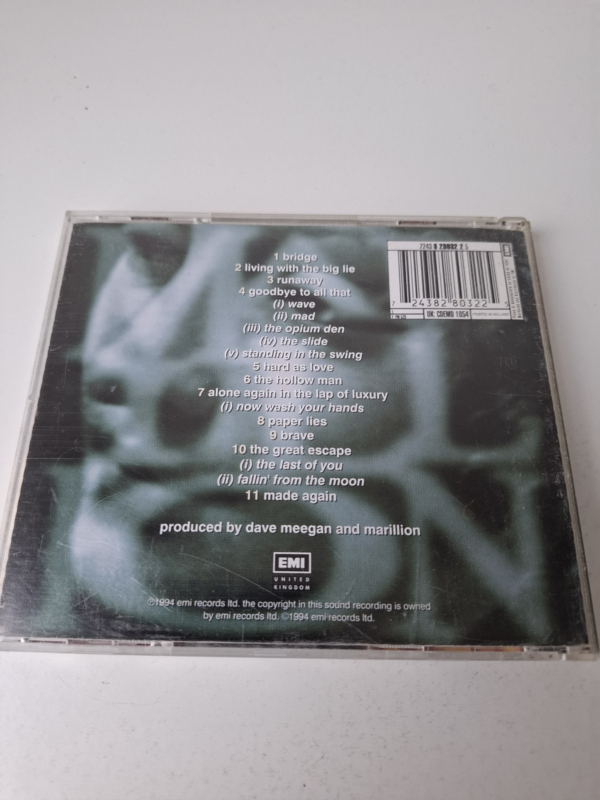 1 bridge
2 living with the big lie
3 runaway
4 goodbye to all that
(i) wave
(ii) mad
(iii) the opium den
(iv) the slide
(v) standing in the swing
5 hard as love
6 the hollow man
7 alone again in the lap of luxury
(i) now wash your hands
8 paper lies
9 brave
10 the great escape
(i) the last of you
(ii) fallin' from the moon
11 made again
produced by dave meegan and marillion
EMI
UNITED
KINGDOM
℗1994 emi records ltd. the copyright in this sound recording is owned
by emi records ltd. ©1994 emi records ltd.
7 24382 80322
UK: CDEMD 1054
EMI